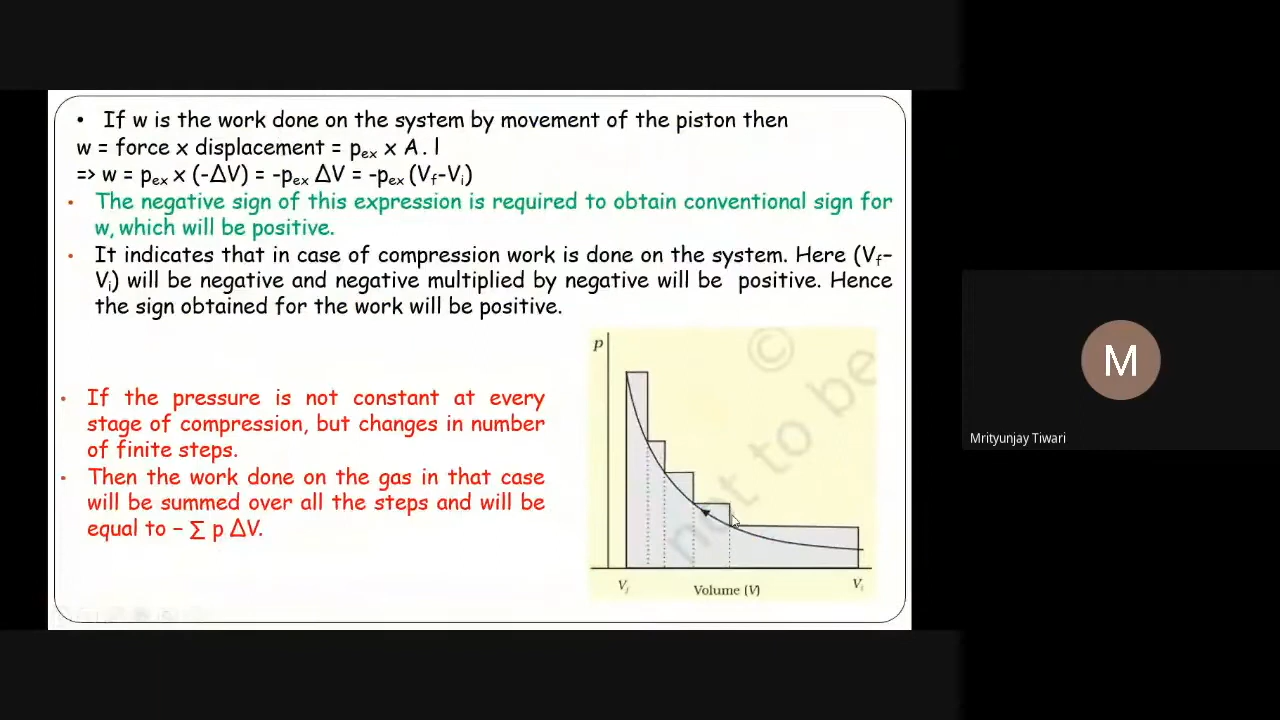 • If w is the work done on the system by movement of the piston then
w = force x displacement = pₑₓ x A . l
=> w = pₑₓ x (-ΔV) = -pₑₓ ΔV = -pₑₓ (V_f-Vᵢ)
• The negative sign of this expression is required to obtain conventional sign for
w, which will be positive.
• It indicates that in case of compression work is done on the system. Here (V_f–
Vᵢ) will be negative and negative multiplied by negative will be positive. Hence
the sign obtained for the work will be positive.
• If the pressure is not constant at every
stage of compression, but changes in number
of finite steps.
• Then the work done on the gas in that case
will be summed over all the steps and will be
equal to – ∑ p ΔV.
p
© not to be
V_f Volume (V) Vᵢ
M
Mrityunjay Tiwari